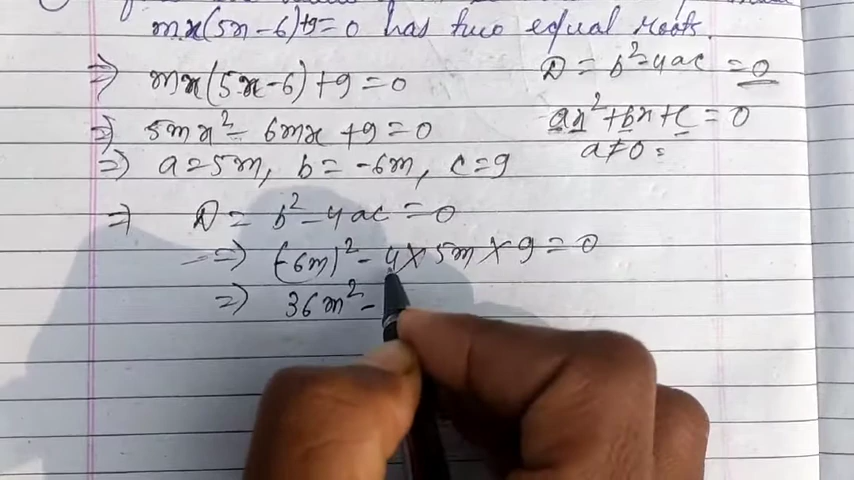 mx(5x-6)+9=0 has two equal roots.
⇒ mx(5x-6)+9=0
D = b²-4ac = 0
⇒ 5mx² - 6mx +9=0
ax²+bx+c=0
a≠0 =
⇒ a=5m, b=-6m, c=9
⇒ D = b²-4ac=0
⇒ (-6m)² - 4×5m×9=0
⇒ 36m² -